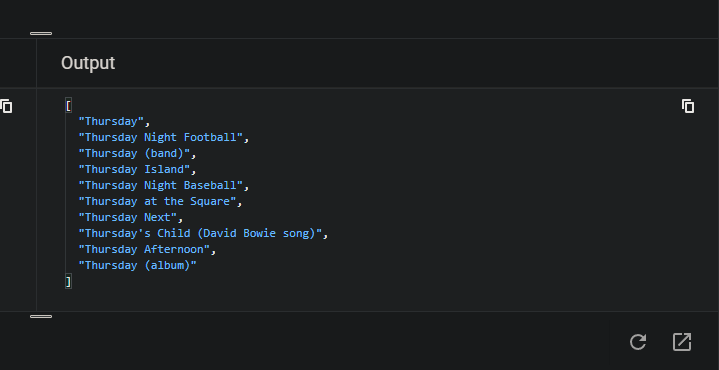 Output
[
"Thursday",
"Thursday Night Football",
"Thursday (band)",
"Thursday Island",
"Thursday Night Baseball",
"Thursday at the Square",
"Thursday Next",
"Thursday's Child (David Bowie song)",
"Thursday Afternoon",
"Thursday (album)"
]